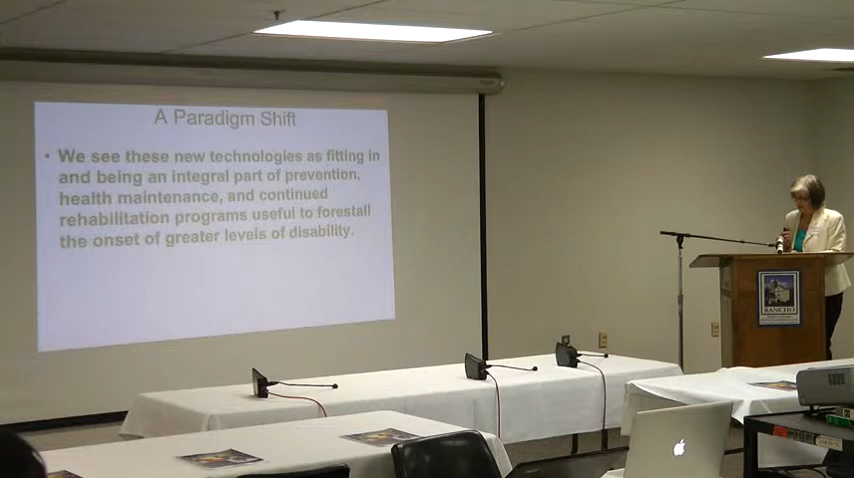 A Paradigm Shift
• We see these new technologies as fitting in
and being an integral part of prevention,
health maintenance, and continued
rehabilitation programs useful to forestall
the onset of greater levels of disability.
RANCHO